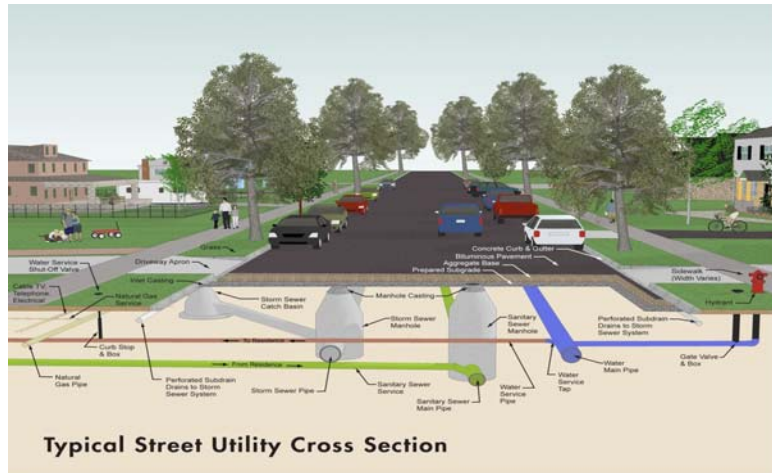 Grass
Driveway Apron
Water Service
Shut-Off Valve
Inlet Casting
Cable TV,
Telephone,
Electrical
Natural Gas
Service
Storm Sewer
Catch Basin
Manhole Casting
Storm Sewer
Manhole
Sanitary
Sewer
Manhole
Concrete Curb & Gutter
Bituminous Pavement
Aggregate Base
Prepared Subgrade
Sidewalk
(Width Varies)
Hydrant
Perforated Subdrain
Drains to Storm
Sewer System
To Residence
From Residence
Curb Stop
& Box
Natural
Gas Pipe
Perforated Subdrain
Drains to Storm
Sewer System
Storm Sewer Pipe
Sanitary Sewer
Service
Sanitary Sewer
Main Pipe
Water
Service
Pipe
Water
Service
Tap
Water
Main Pipe
Gate Valve
& Box
Typical Street Utility Cross Section